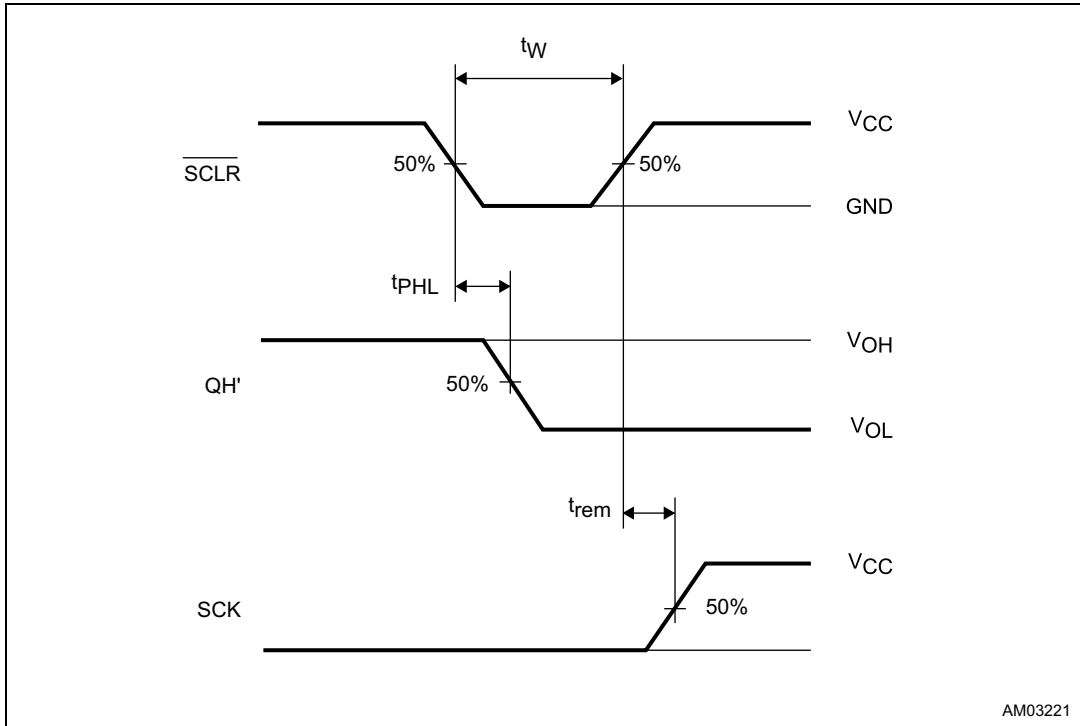 tW
VCC
SCLR
50%
50%
GND
tPHL
VOH
QH'
50%
VOL
trem
VCC
SCK
50%
AM03221